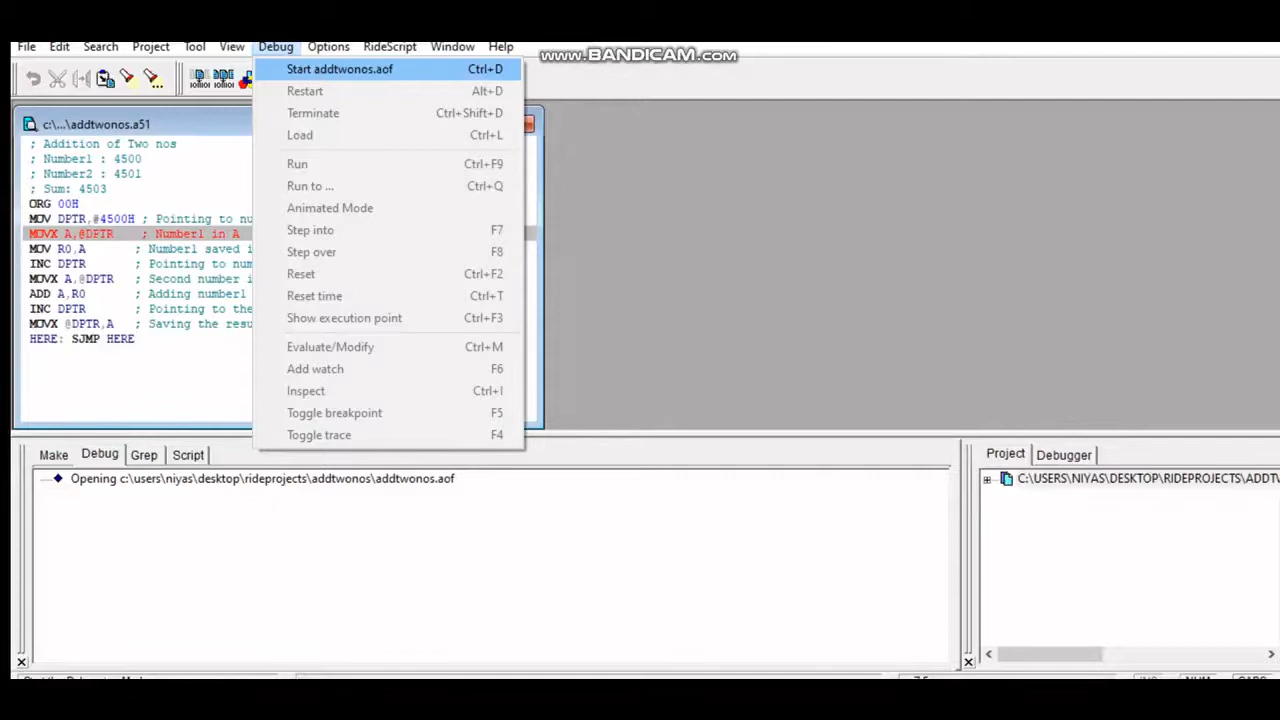 File Edit Search Project Tool View Debug Options RideScript Window Help
www.BANDICAM.com
Start addtwonos.aof Ctrl+D
Restart Alt+D
Terminate Ctrl+Shift+D
Load Ctrl+L
Run Ctrl+F9
Run to ... Ctrl+Q
Animated Mode
Step into F7
Step over F8
Reset Ctrl+F2
Reset time Ctrl+T
Show execution point Ctrl+F3
Evaluate/Modify Ctrl+M
Add watch F6
Inspect Ctrl+I
Toggle breakpoint F5
Toggle trace F4
c:\...\addtwonos.a51
; Addition of Two nos
; Number1 : 4500
; Number2 : 4501
; Sum: 4503
ORG 00H
MOV DPTR,#4500H ; Pointing to nu
MOVX A,@DPTR ; Number1 in A
MOV R0,A ; Number1 saved i
INC DPTR ; Pointing to num
MOVX A,@DPTR ; Second number i
ADD A,R0 ; Adding number1
INC DPTR ; Pointing to the
MOVX @DPTR,A ; Saving the resu
HERE: SJMP HERE
Make Debug Grep Script
Opening c:\users\niyas\desktop\rideprojects\addtwonos\addtwonos.aof
Project Debugger
C:\USERS\NIYAS\DESKTOP\RIDEPROJECTS\ADDTW